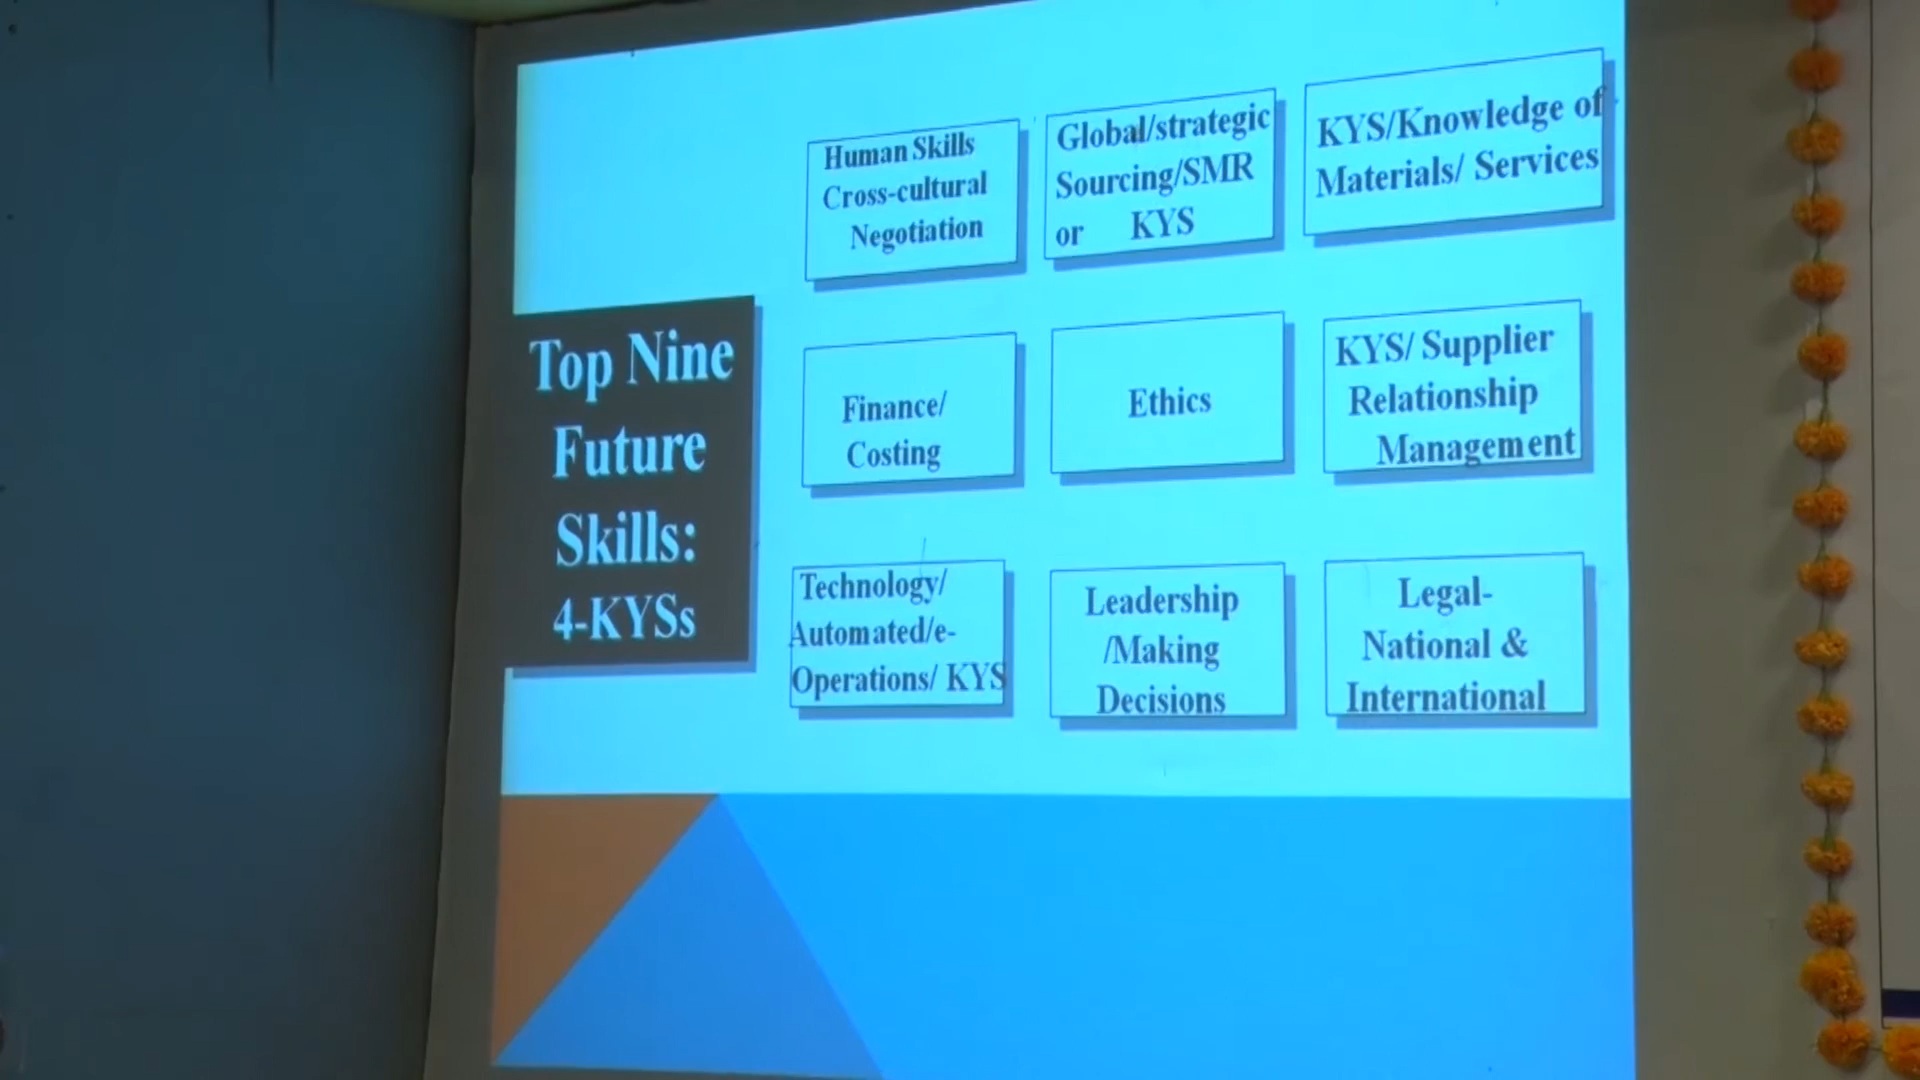 Top Nine
Future
Skills:
4-KYSs
Human Skills
Cross-cultural
Negotiation
Global/strategic
Sourcing/SMR
or KYS
KYS/Knowledge of
Materials/ Services
Finance/
Costing
Ethics
KYS/ Supplier
Relationship
Management
Technology/
Automated/e-
Operations/ KYS
Leadership
/Making
Decisions
Legal-
National &
International